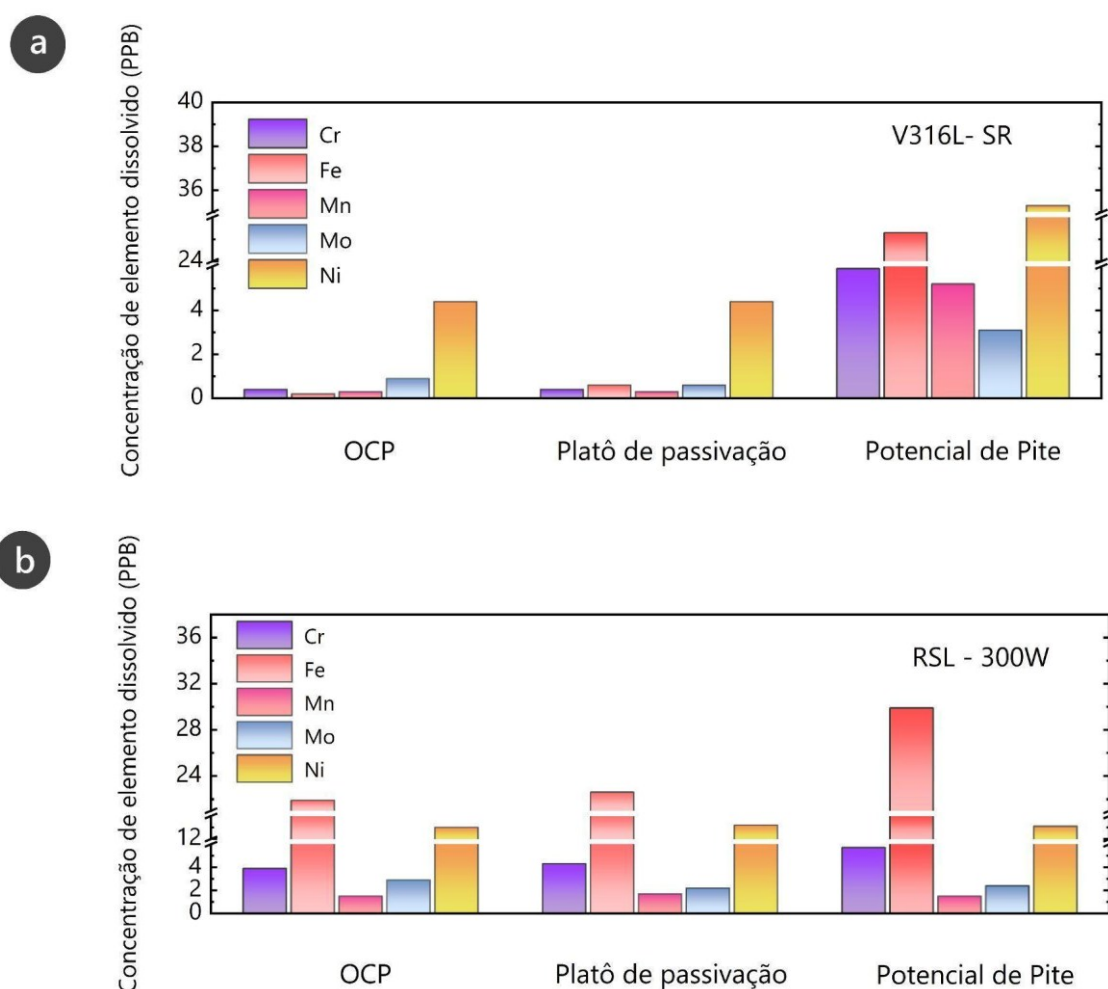 a
Concentração de elemento dissolvido (PPB)
40
38
36
24
4
2
0
Cr
Fe
Mn
Mo
Ni
V316L- SR
OCP
Platô de passivação
Potencial de Pite
b
Concentração de elemento dissolvido (PPB)
36
32
28
24
12
4
2
0
Cr
Fe
Mn
Mo
Ni
RSL - 300W
OCP
Platô de passivação
Potencial de Pite